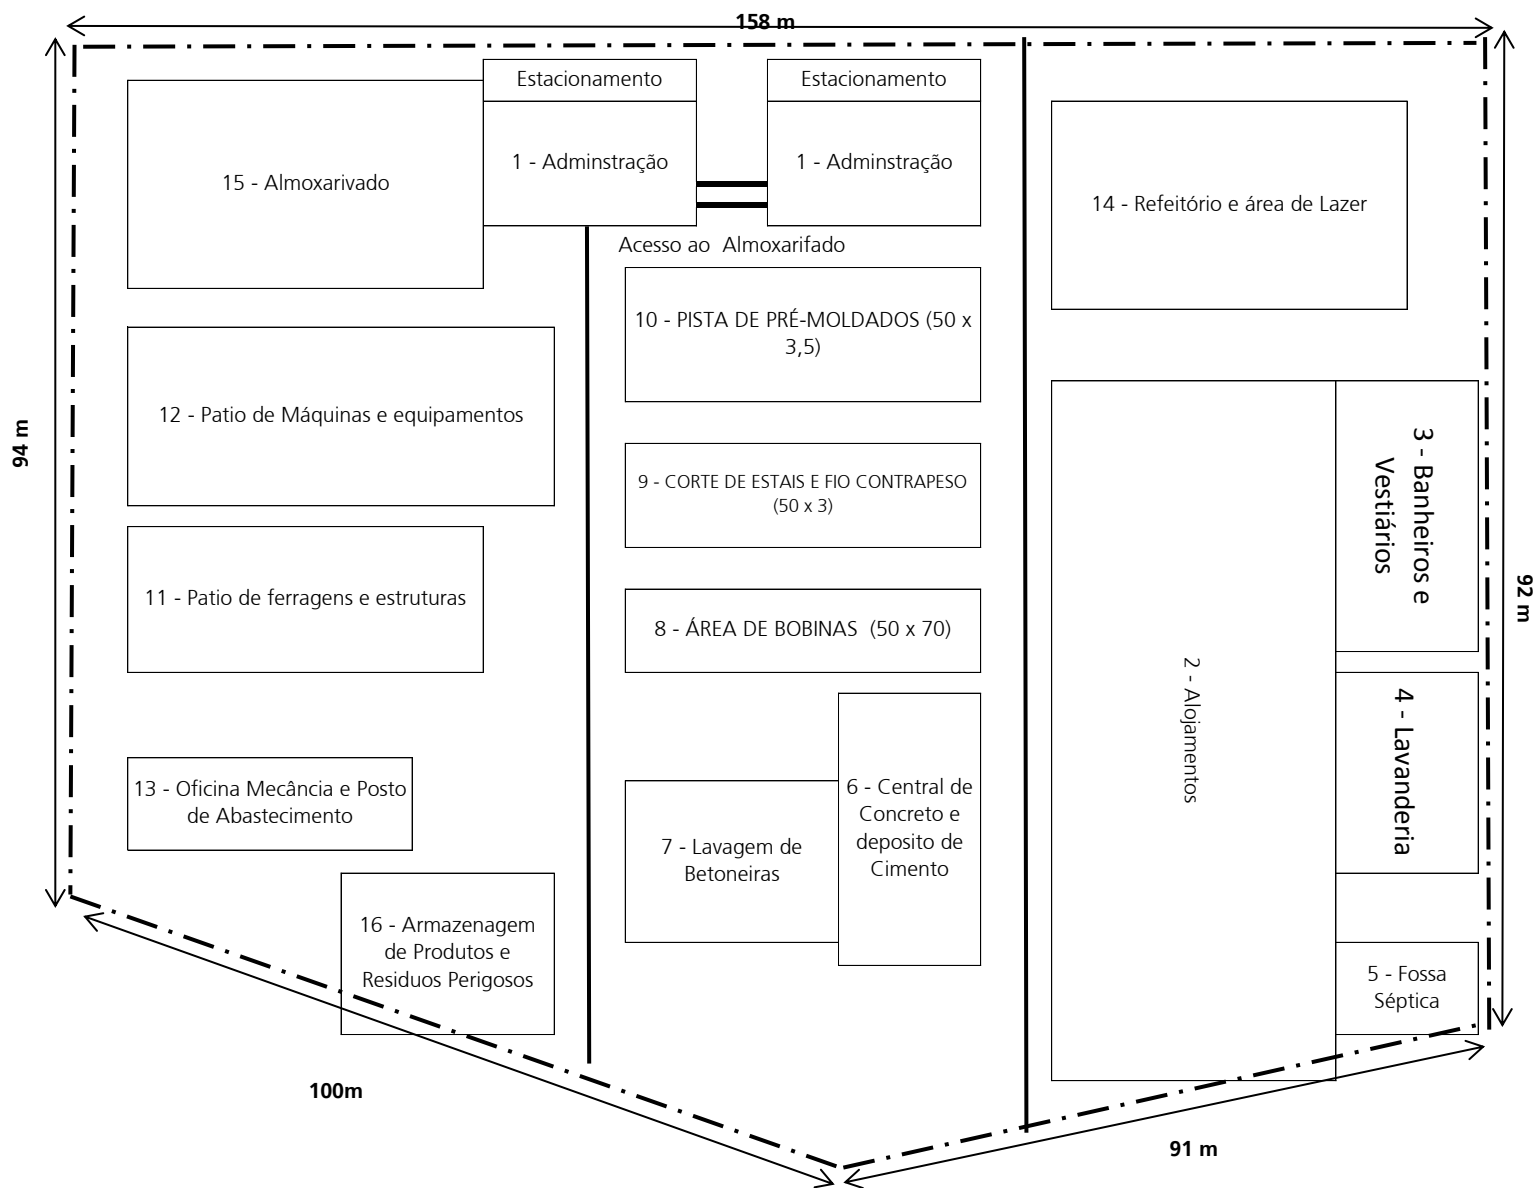 158 m
Estacionamento
Estacionamento
1 - Adminstração
1 - Adminstração
15 - Almoxarivado
14 - Refeitório e área de Lazer
Acesso ao  Almoxarifado
10 - PISTA DE PRÉ-MOLDADOS (50 x
3,5)
12 - Patio de Máquinas e equipamentos
94 m
9 - CORTE DE ESTAIS E FIO CONTRAPESO
(50 x 3)
3 - Banheiros e
Vestiários
11 - Patio de ferragens e estruturas
8 - ÁREA DE BOBINAS  (50 x 70)
92 m
2 - Alojamentos
4 - Lavanderia
13 - Oficina Mecância e Posto
de Abastecimento
6 - Central de
Concreto e
deposito de
Cimento
7 - Lavagem de
Betoneiras
16 - Armazenagem
de Produtos e
Residuos Perigosos
5 - Fossa
Séptica
100m
91 m